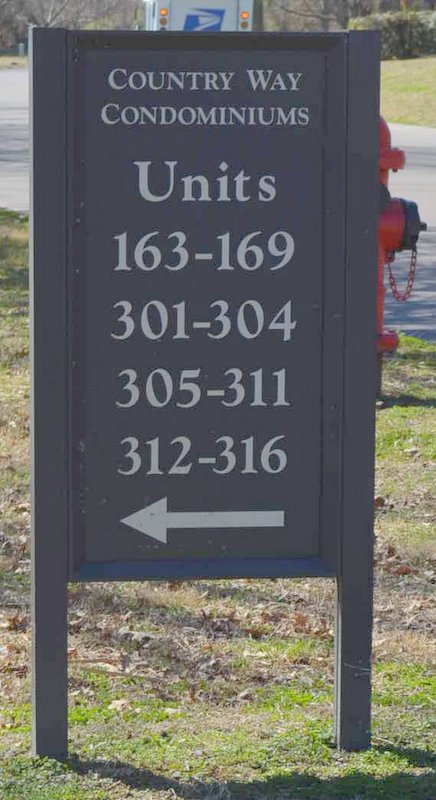 COUNTRY WAY
CONDOMINIUMS
Units
163-169
301-304
305-311
312-316